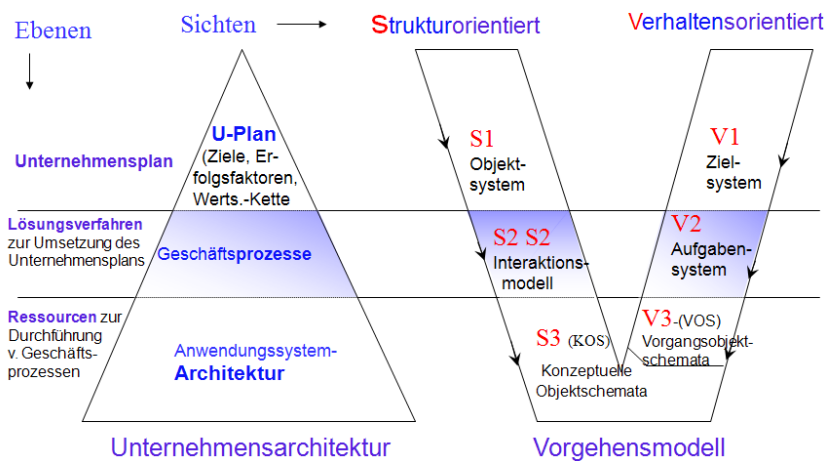 Ebenen
Sichten
Strukturorientiert
Verhaltensorientiert
Unternehmensplan
U-Plan
(Ziele, Er-
folgsfaktoren,
Werts.-Kette
S1
Objekt-
system
V1
Ziel-
system
Lösungsverfahren
zur Umsetzung des
Unternehmensplans
Geschäftsprozesse
S2 S2
Interaktions-
modell
V2
Aufgaben-
system
Ressourcen zur
Durchführung
v. Geschäfts-
prozessen
Anwendungssystem-
Architektur
S3 (KOS)
Konzeptuelle
Objektschemata
V3-(VOS)
Vorgangsobjekt-
schemata
Unternehmensarchitektur
Vorgehensmodell